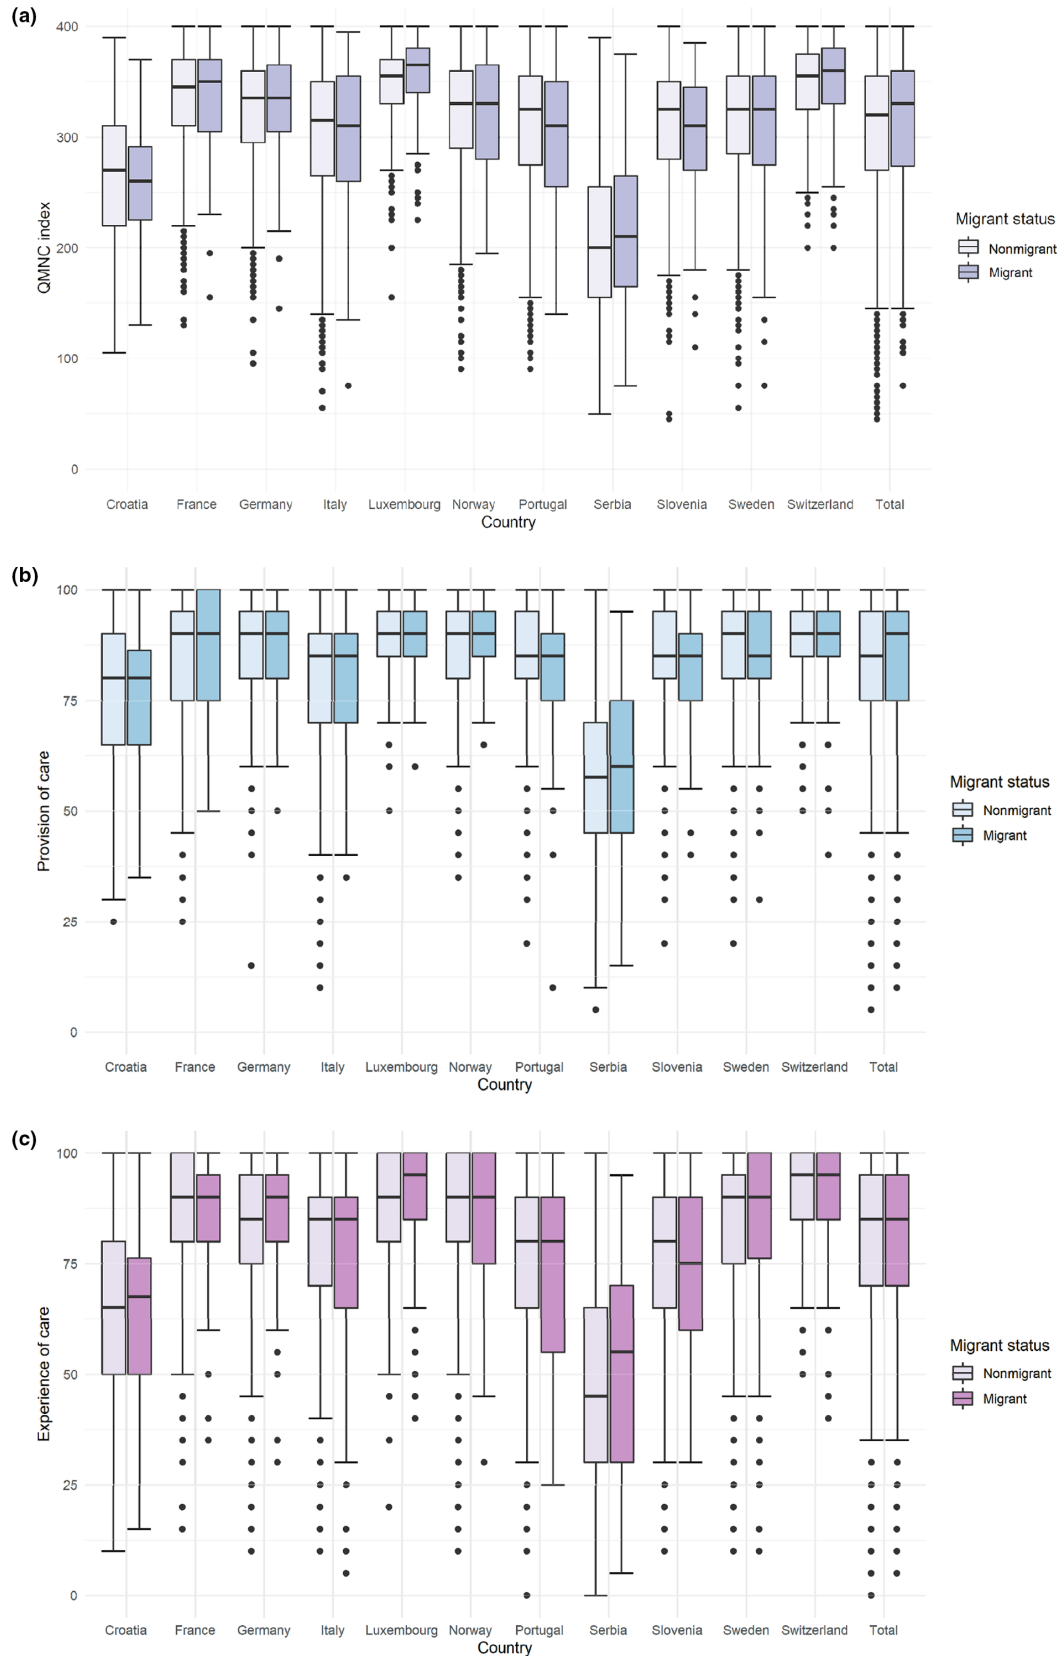 (a)
400
300
200
100
0
QMNC index
Croatia France Germany Italy Luxembourg Norway Portugal Serbia Slovenia Sweden Switzerland Total
Country
Migrant status
Nonmigrant
Migrant
(b)
100
75
50
25
0
Provision of care
Croatia France Germany Italy Luxembourg Norway Portugal Serbia Slovenia Sweden Switzerland Total
Country
Migrant status
Nonmigrant
Migrant
(c)
100
75
50
25
0
Experience of care
Croatia France Germany Italy Luxembourg Norway Portugal Serbia Slovenia Sweden Switzerland Total
Country
Migrant status
Nonmigrant
Migrant